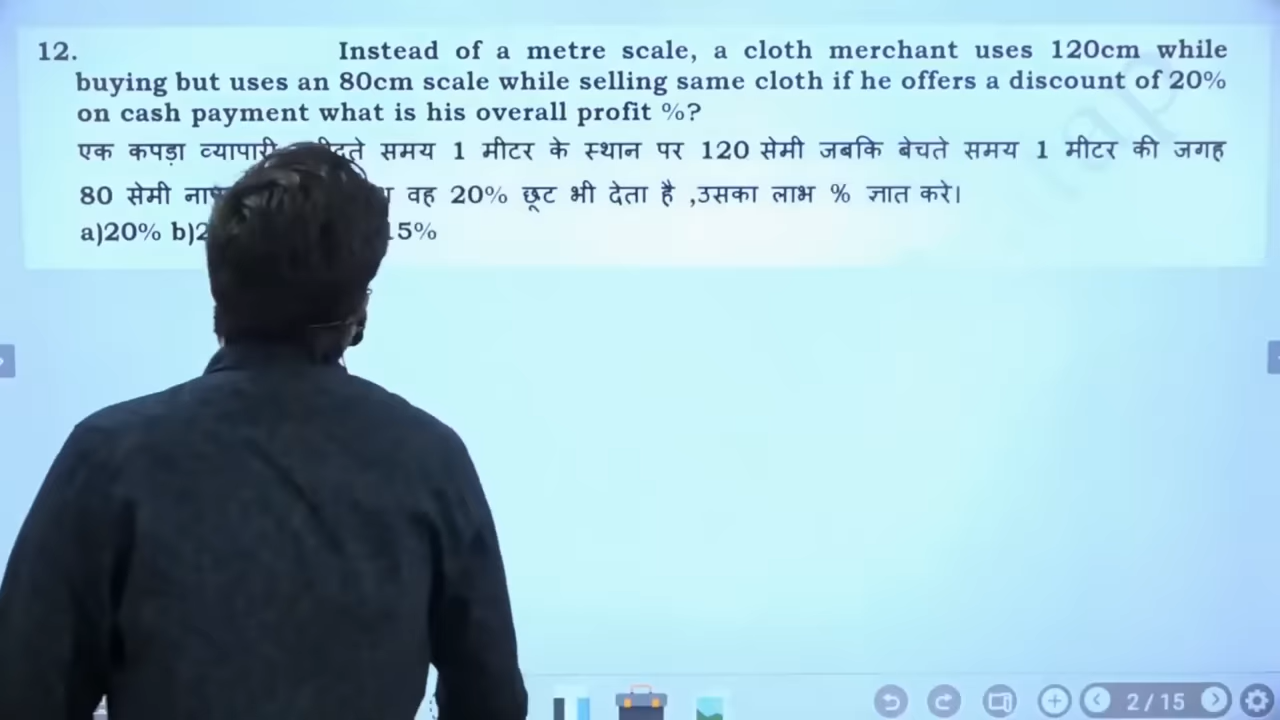 12. Instead of a metre scale, a cloth merchant uses 120cm while
buying but uses an 80cm scale while selling same cloth if he offers a discount of 20%
on cash payment what is his overall profit %?
एक कपड़ा व्यापारी समय 1 मीटर के स्थान पर 120 सेमी जबकि बेचते समय 1 मीटर की जगह
80 सेमी वह 20% छूट भी देता है ,उसका लाभ % ज्ञात करे।
a)20% b)2 15%
2/15